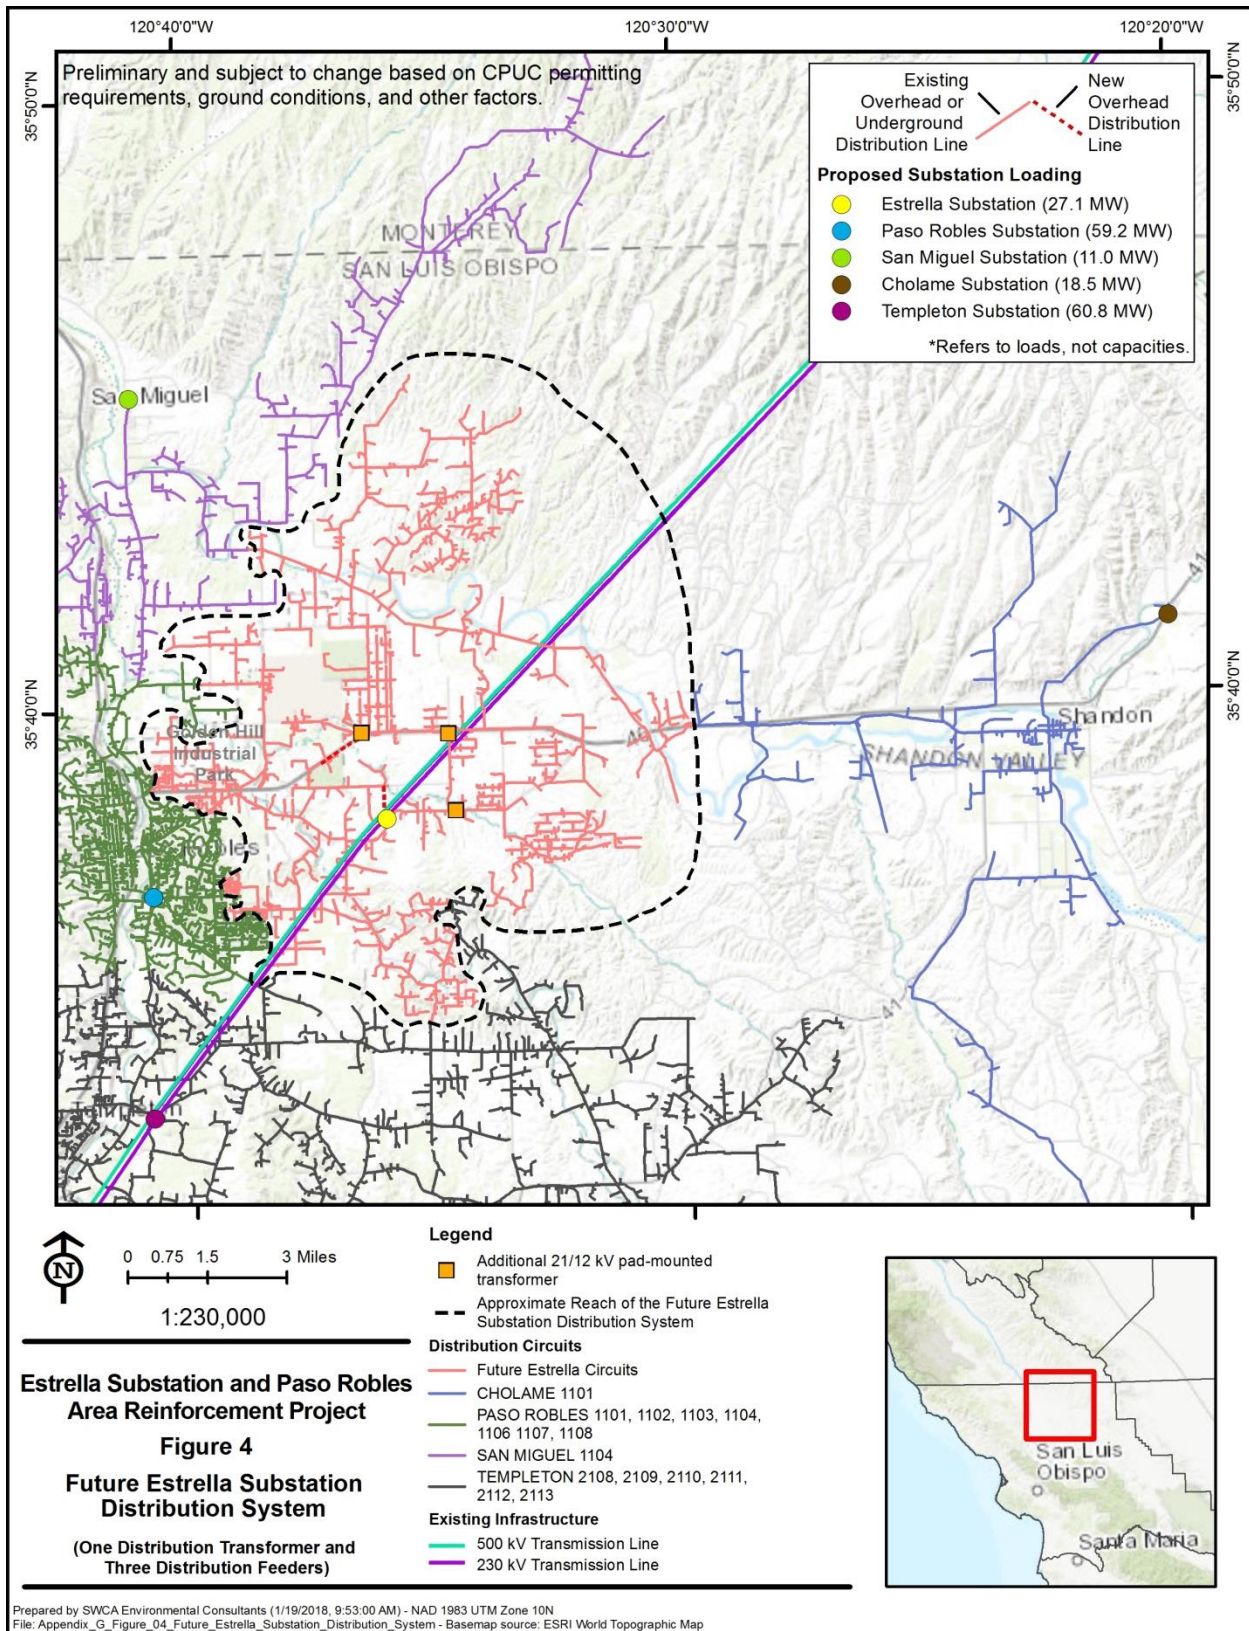 120°40'0"W
120°30'0"W
120°20'0"W
35°50'0"N
35°50'0"N
35°40'0"N
35°40'0"N
Preliminary and subject to change based on CPUC permitting
requirements, ground conditions, and other factors.
Existing
Overhead or
Underground
Distribution Line
New
Overhead
Distribution
Line
Proposed Substation Loading
Estrella Substation (27.1 MW)
Paso Robles Substation (59.2 MW)
San Miguel Substation (11.0 MW)
Cholame Substation (18.5 MW)
Templeton Substation (60.8 MW)
*Refers to loads, not capacities.
MONTEREY
SAN LUIS OBISPO
San Miguel
41
Shandon
SHANDON VALLEY
46
Golden Hill
Industrial
Park
Robles
41
Templeton
N
0 0.75 1.5 3 Miles
1:230,000
Estrella Substation and Paso Robles
Area Reinforcement Project
Figure 4
Future Estrella Substation
Distribution System
(One Distribution Transformer and
Three Distribution Feeders)
Legend
Additional 21/12 kV pad-mounted
transformer
Approximate Reach of the Future Estrella
Substation Distribution System
Distribution Circuits
Future Estrella Circuits
CHOLAME 1101
PASO ROBLES 1101, 1102, 1103, 1104,
1106 1107, 1108
SAN MIGUEL 1104
TEMPLETON 2108, 2109, 2110, 2111,
2112, 2113
Existing Infrastructure
500 kV Transmission Line
230 kV Transmission Line
San Luis
Obispo
Santa Maria
Prepared by SWCA Environmental Consultants (1/19/2018, 9:53:00 AM) - NAD 1983 UTM Zone 10N
File: Appendix_G_Figure_04_Future_Estrella_Substation_Distribution_System - Basemap source: ESRI World Topographic Map